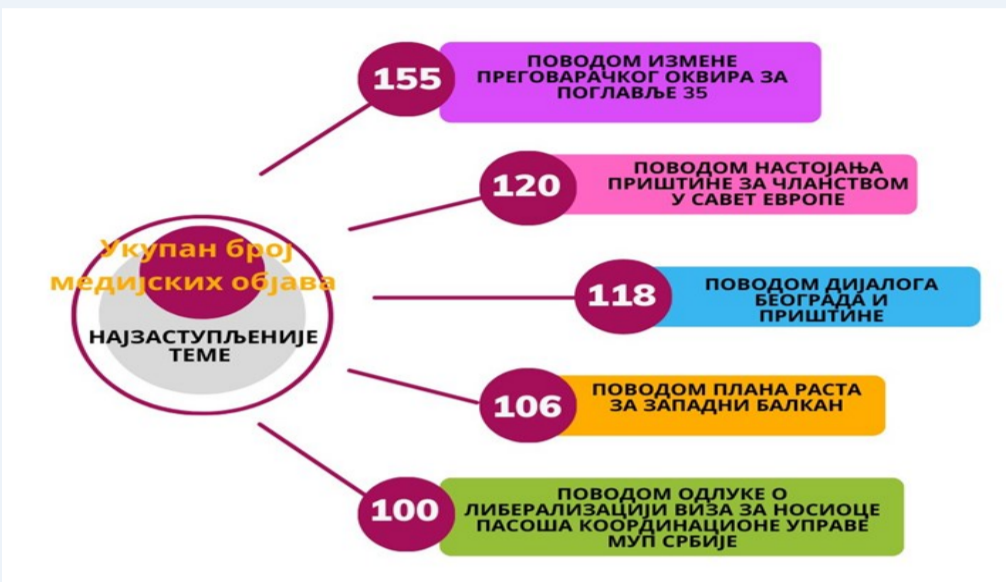 Укупан број
медијских објава
НАЈЗАСТУПЉЕНИЈЕ
ТЕМЕ
155
ПОВОДОМ ИЗМЕНЕ
ПРЕГОВАРАЧКОГ ОКВИРА ЗА
ПОГЛАВЉЕ 35
120
ПОВОДОМ НАСТОЈАЊА
ПРИШТИНЕ ЗА ЧЛАНСТВОМ
У САВЕТ ЕВРОПЕ
118
ПОВОДОМ ДИЈАЛОГА
БЕОГРАДА И
ПРИШТИНЕ
106
ПОВОДОМ ПЛАНА РАСТА
ЗА ЗАПАДНИ БАЛКАН
100
ПОВОДОМ ОДЛУКЕ О
ЛИБЕРАЛИЗАЦИЈИ ВИЗА ЗА НОСИОЦЕ
ПАСОША КООРДИНАЦИОНЕ УПРАВЕ
МУП СРБИЈЕ